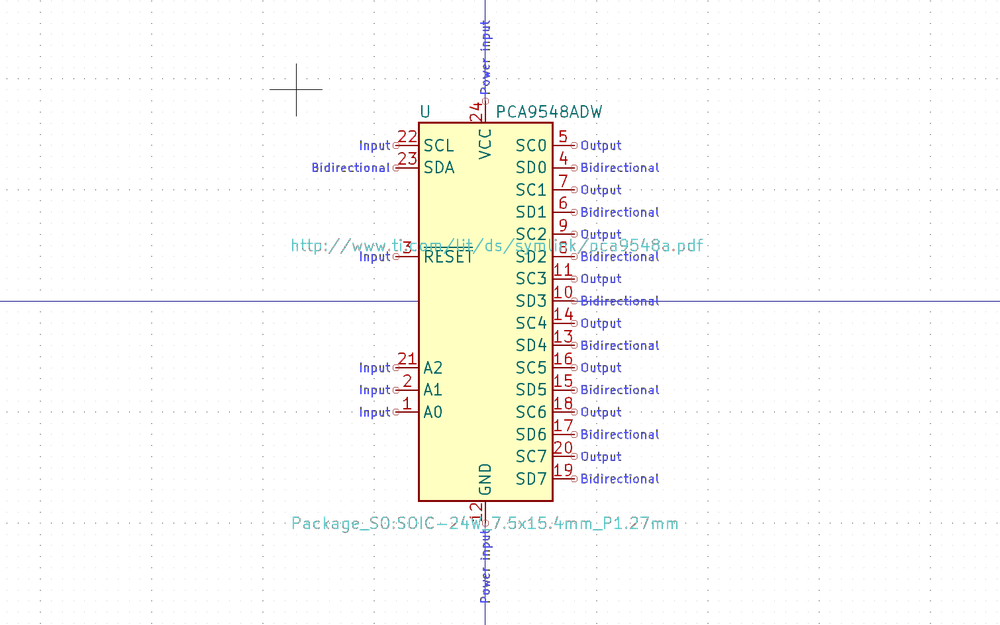 Power input
24
U PCA9548ADW
VCC
Input 22 SCL SC0 5 Output
Bidirectional 23 SDA SD0 4 Bidirectional
SC1 7 Output
SD1 6 Bidirectional
SC2 9 Output
http://www.ti.com/lit/ds/symlink/pca9548a.pdf
Input 3 RESET SD2 8 Bidirectional
SC3 11 Output
SD3 10 Bidirectional
SC4 14 Output
SD4 13 Bidirectional
Input 21 A2 SC5 16 Output
Input 2 A1 SD5 15 Bidirectional
Input 1 A0 SC6 18 Output
SD6 17 Bidirectional
SC7 20 Output
SD7 19 Bidirectional
GND
12
Package_SO:SOIC-24W_7.5x15.4mm_P1.27mm
Power input